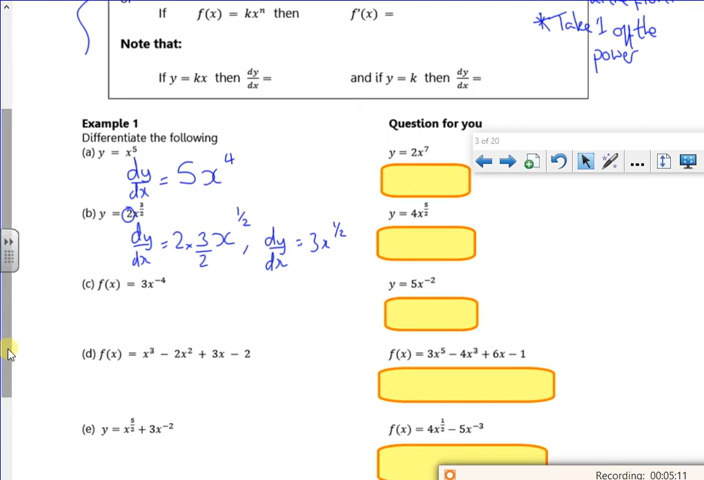 If f(x) = kxⁿ then f'(x) =
* Take 1 off the
power
Note that:
If y = kx then dy/dx = and if y = k then dy/dx =
Example 1 Question for you
Differentiate the following
(a) y = x⁵ y = 2x⁷
dy/dx = 5x⁴
(b) y = 2x^(3/2) y = 4x^(5/2)
dy/dx = 2 × 3/2 x^(1/2), dy/dx = 3x^(1/2)
(c) f(x) = 3x⁻⁴ y = 5x⁻²
(d) f(x) = x³ − 2x² + 3x − 2 f(x) = 3x⁵ − 4x³ + 6x − 1
(e) y = x^(5/2) + 3x⁻² f(x) = 4x^(1/2) − 5x⁻³
3 of 20
Recording: 00:05:11